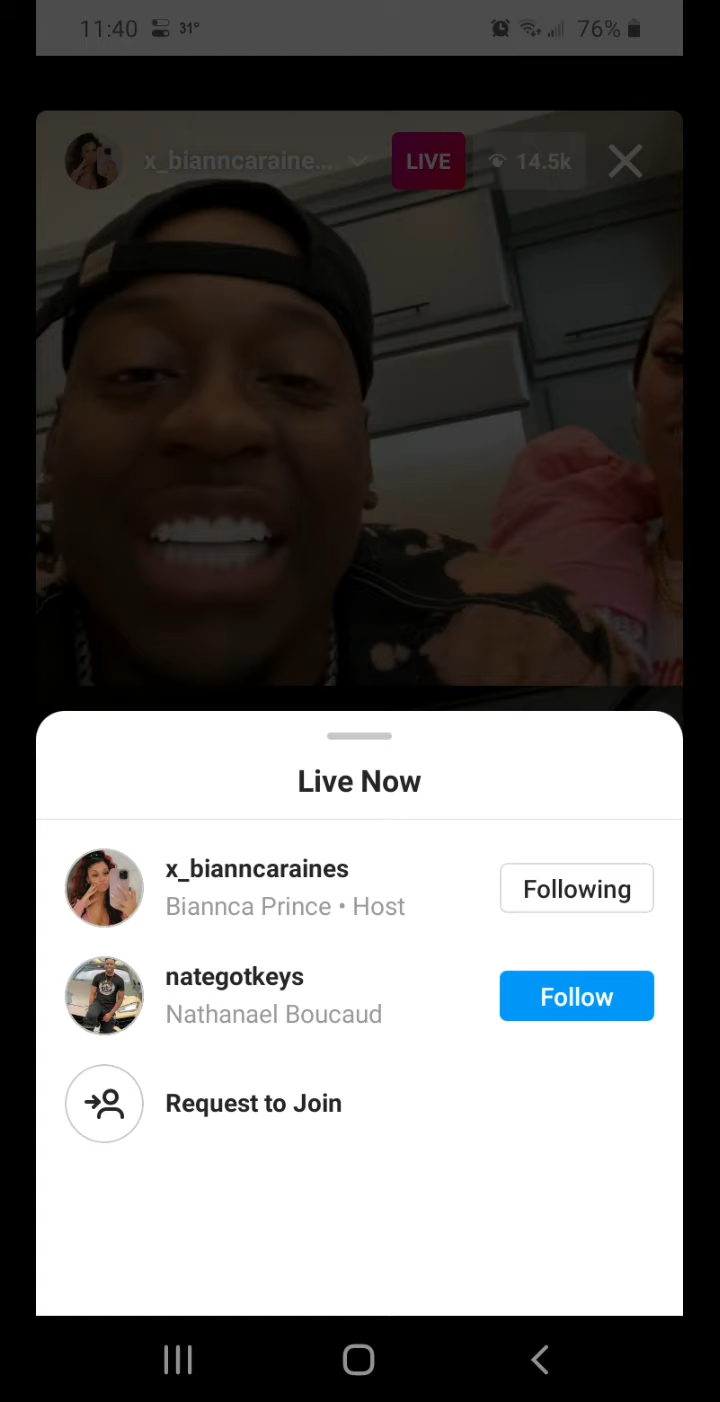 11:40 31° 76%
x_bianncaraine... LIVE 14.5k
Live Now
x_bianncaraines
Biannca Prince • Host
Following
nategotkeys
Nathanael Boucaud
Follow
Request to Join